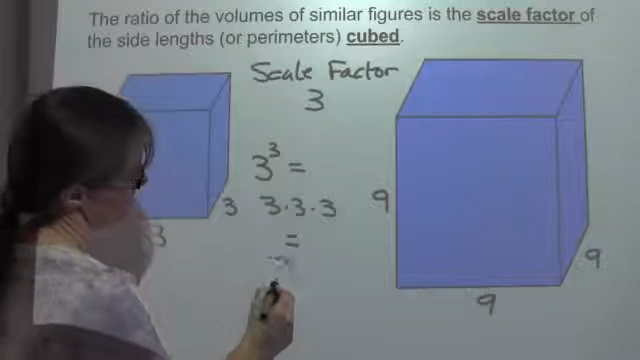 The ratio of the volumes of similar figures is the scale factor of
the side lengths (or perimeters) cubed.
Scale Factor
3
3³ =
3 3·3·3 9
=
3
9
9